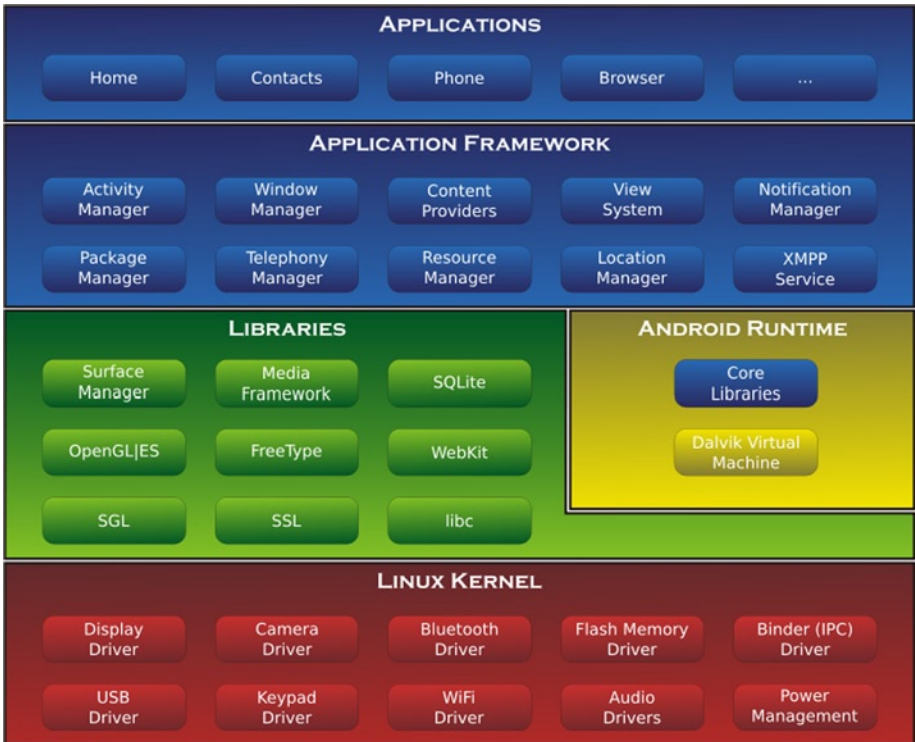 APPLICATIONS
Home
Contacts
Phone
Browser
...
APPLICATION FRAMEWORK
Activity
Manager
Window
Manager
Content
Providers
View
System
Notification
Manager
Package
Manager
Telephony
Manager
Resource
Manager
Location
Manager
XMPP
Service
LIBRARIES
Surface
Manager
Media
Framework
SQLite
OpenGL|ES
FreeType
WebKit
SGL
SSL
libc
ANDROID RUNTIME
Core
Libraries
Dalvik Virtual
Machine
LINUX KERNEL
Display
Driver
Camera
Driver
Bluetooth
Driver
Flash Memory
Driver
Binder (IPC)
Driver
USB
Driver
Keypad
Driver
WiFi
Driver
Audio
Drivers
Power
Management